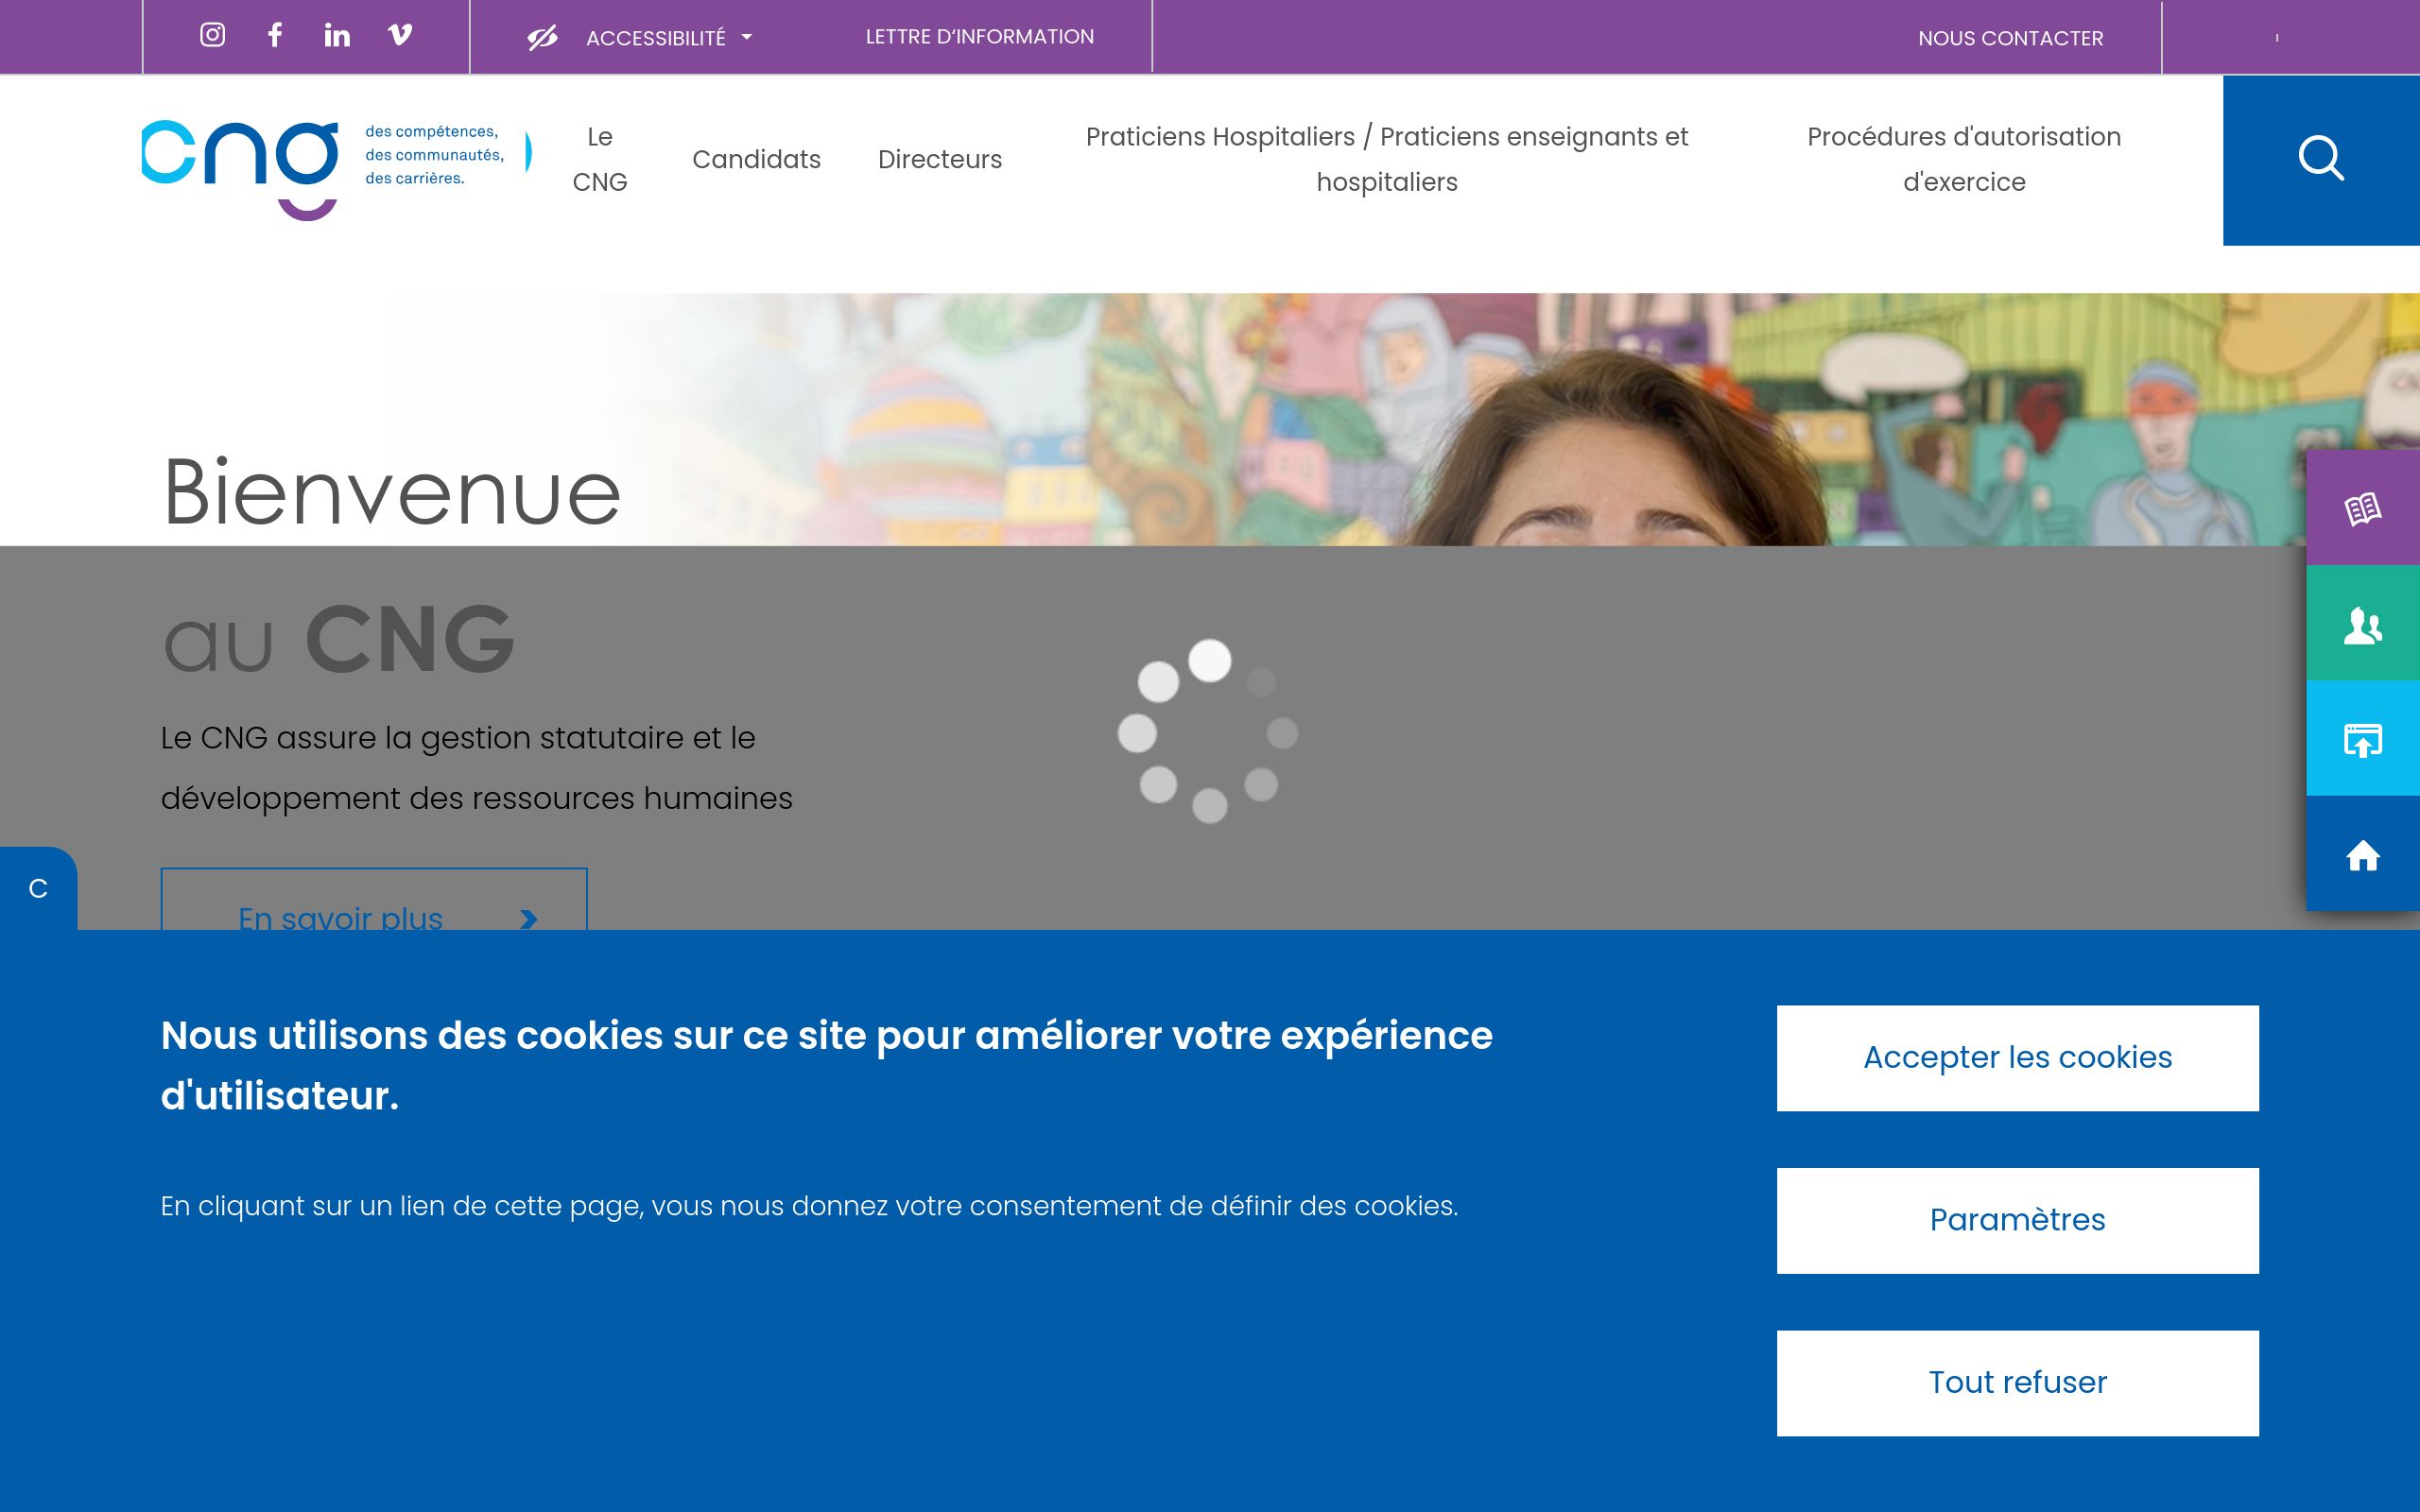 ACCESSIBILITÉ
LETTRE D'INFORMATION
NOUS CONTACTER
cng
des compétences,
des communautés,
des carrières.
Le
CNG
Candidats
Directeurs
Praticiens Hospitaliers / Praticiens enseignants et
hospitaliers
Procédures d'autorisation
d'exercice
Bienvenue
au CNG
Le CNG assure la gestion statutaire et le
développement des ressources humaines
C
En savoir plus
Nous utilisons des cookies sur ce site pour améliorer votre expérience
d'utilisateur.
En cliquant sur un lien de cette page, vous nous donnez votre consentement de définir des cookies.
Accepter les cookies
Paramètres
Tout refuser